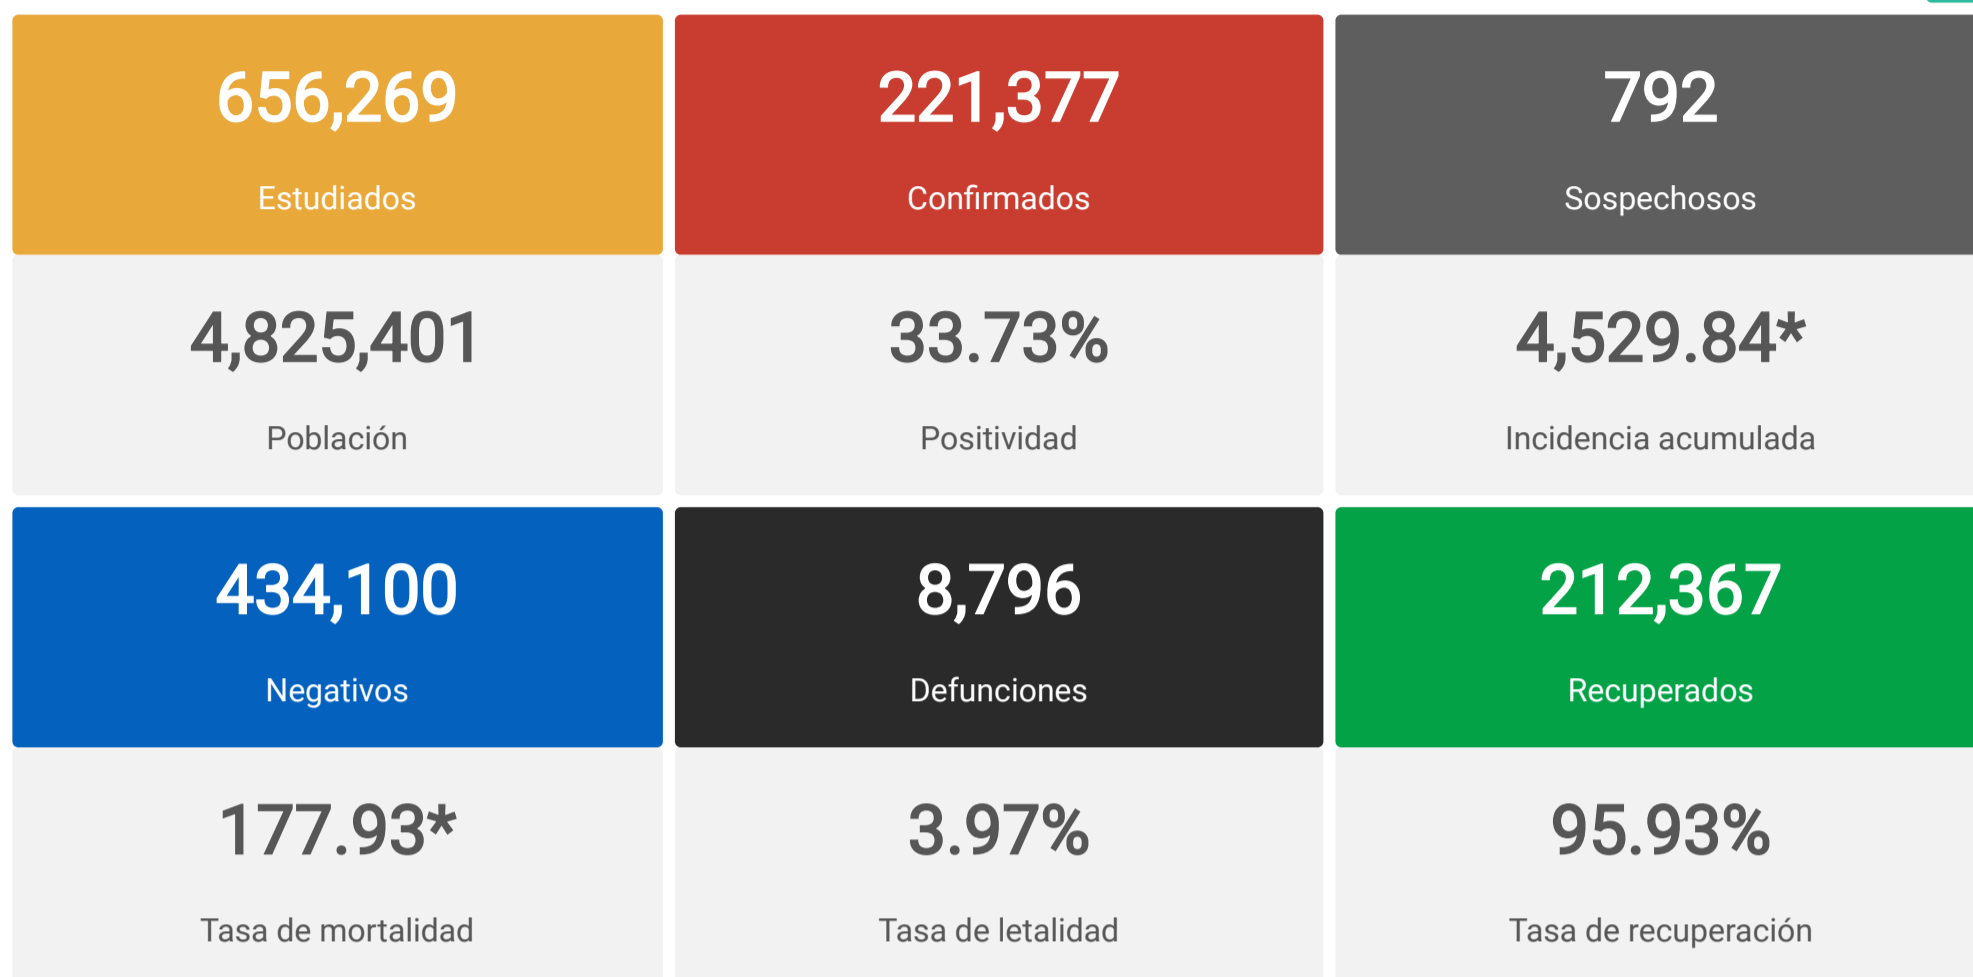 656,269
Estudiados
221,377
Confirmados
792
Sospechosos
4,825,401
Población
33.73%
Positividad
4,529.84*
Incidencia acumulada
434,100
Negativos
8,796
Defunciones
212,367
Recuperados
177.93*
Tasa de mortalidad
3.97%
Tasa de letalidad
95.93%
Tasa de recuperación